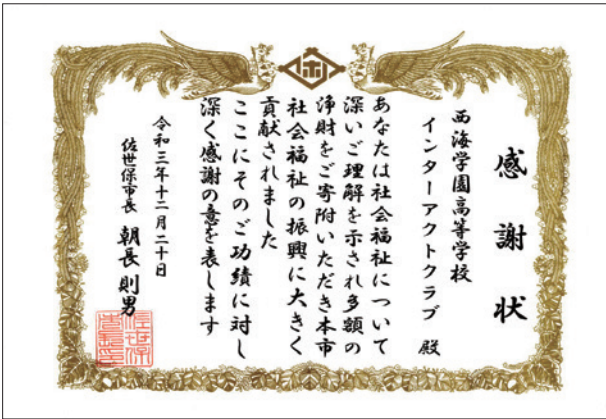 感謝状
西海学園高等学校
インターアクトクラブ 殿
あなたは社会福祉について
深いご理解を示され多額の
浄財をご寄附いただき本市
社会福祉の振興に大きく
貢献されました
ここにそのご功績に対し
深く感謝の意を表します
令和三年十二月二十日
佐世保市長 朝長則男